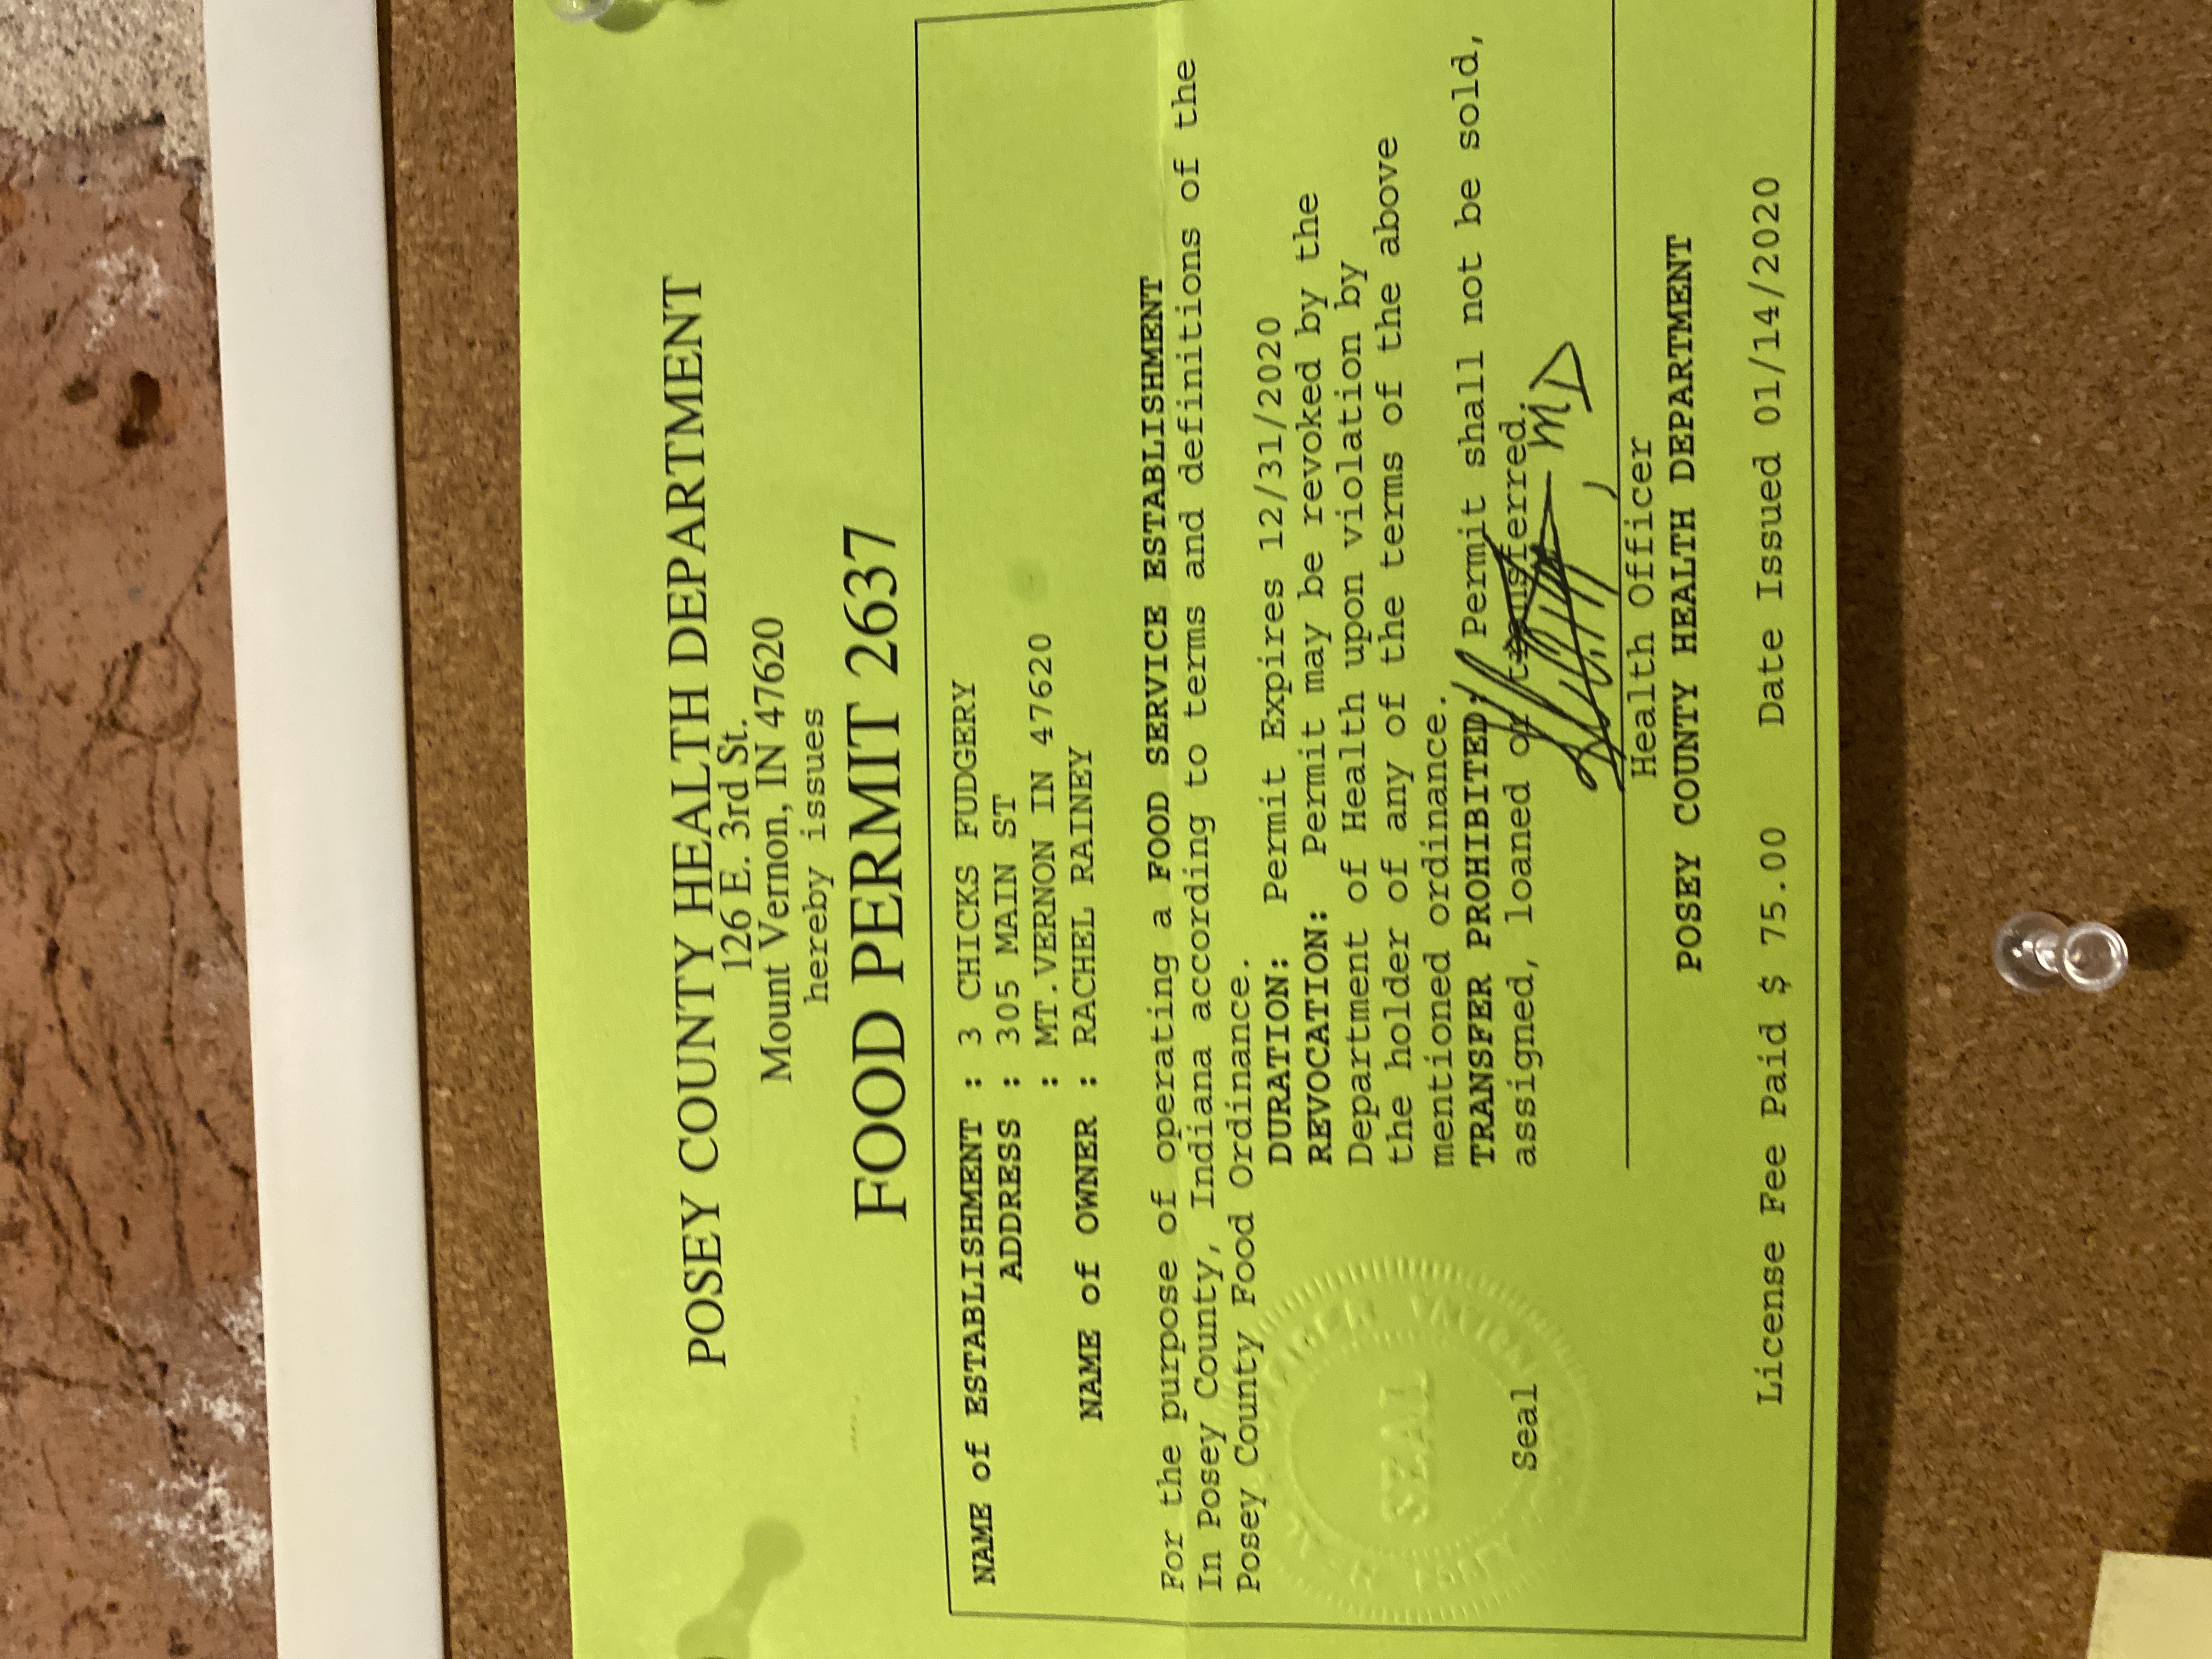 POSEY COUNTY HEALTH DEPARTMENT
126 E. 3rd St.
Mount Vernon, IN 47620
hereby issues
FOOD PERMIT 2637
NAME of ESTABLISHMENT : 3 CHICKS FUDGERY
ADDRESS : 305 MAIN ST
: MT.VERNON IN 47620
NAME of OWNER : RACHEL RAINEY
For the purpose of operating a FOOD SERVICE ESTABLISHMENT
In Posey County, Indiana according to terms and definitions of the
Posey County Food Ordinance.
DURATION: Permit Expires 12/31/2020
REVOCATION: Permit may be revoked by the
Department of Health upon violation by
the holder of any of the terms of the above
mentioned ordinance.
TRANSFER PROHIBITED: Permit shall not be sold,
assigned, loaned or transferred.
, MD
SEAL
Seal
Health Officer
POSEY COUNTY HEALTH DEPARTMENT
License Fee Paid $ 75.00 Date Issued 01/14/2020